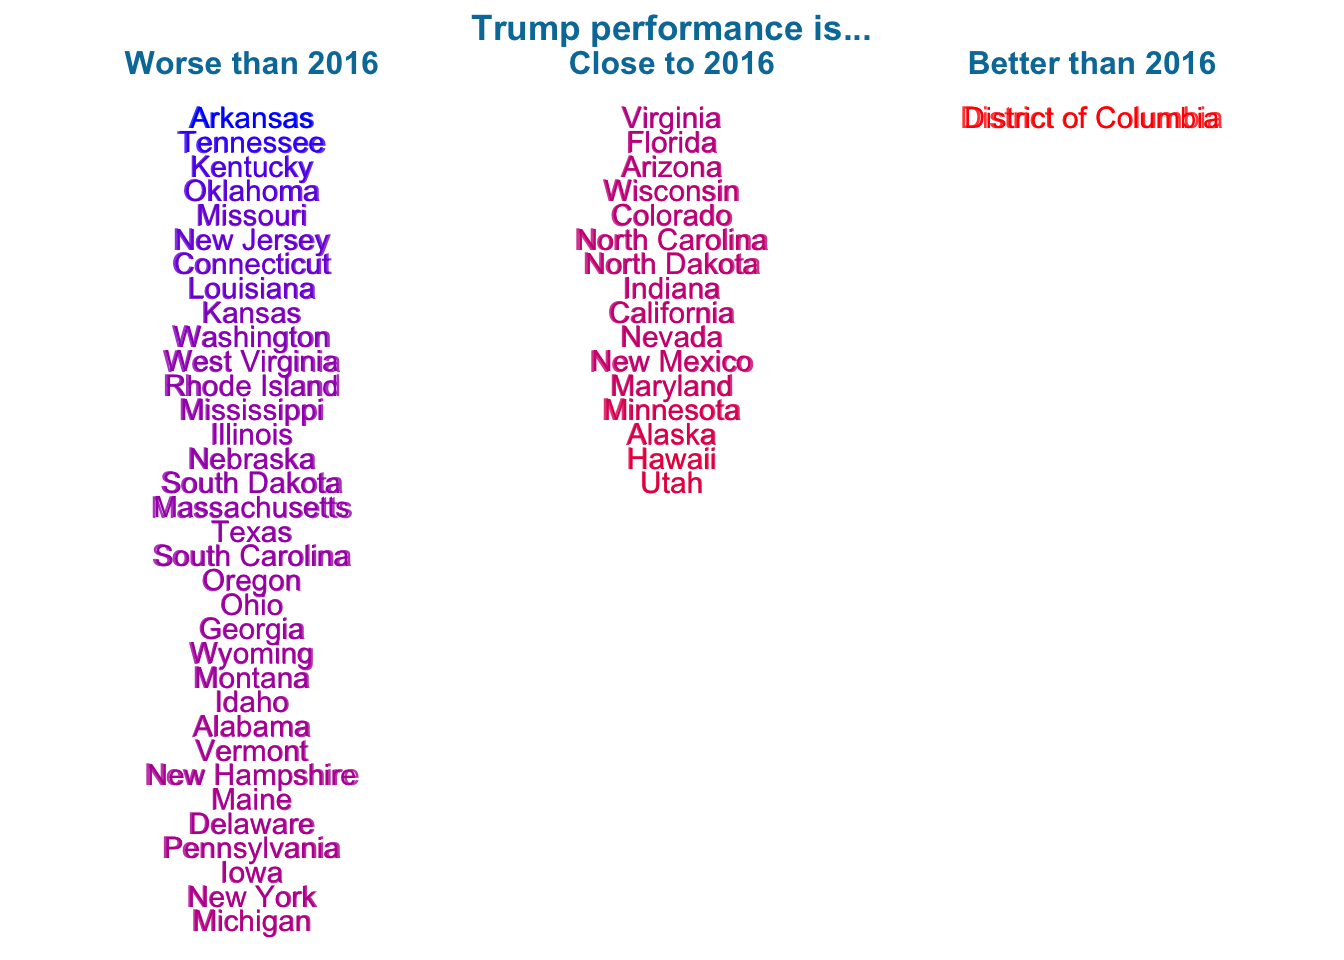 Trump performance is...
Worse than 2016
Arkansas
Tennessee
Kentucky
Oklahoma
Missouri
New Jersey
Connecticut
Louisiana
Kansas
Washington
West Virginia
Rhode Island
Mississippi
Illinois
Nebraska
South Dakota
Massachusetts
Texas
South Carolina
Oregon
Ohio
Georgia
Wyoming
Montana
Idaho
Alabama
Vermont
New Hampshire
Maine
Delaware
Pennsylvania
Iowa
New York
Michigan
Close to 2016
Virginia
Florida
Arizona
Wisconsin
Colorado
North Carolina
North Dakota
Indiana
California
Nevada
New Mexico
Maryland
Minnesota
Alaska
Hawaii
Utah
Better than 2016
District of Columbia